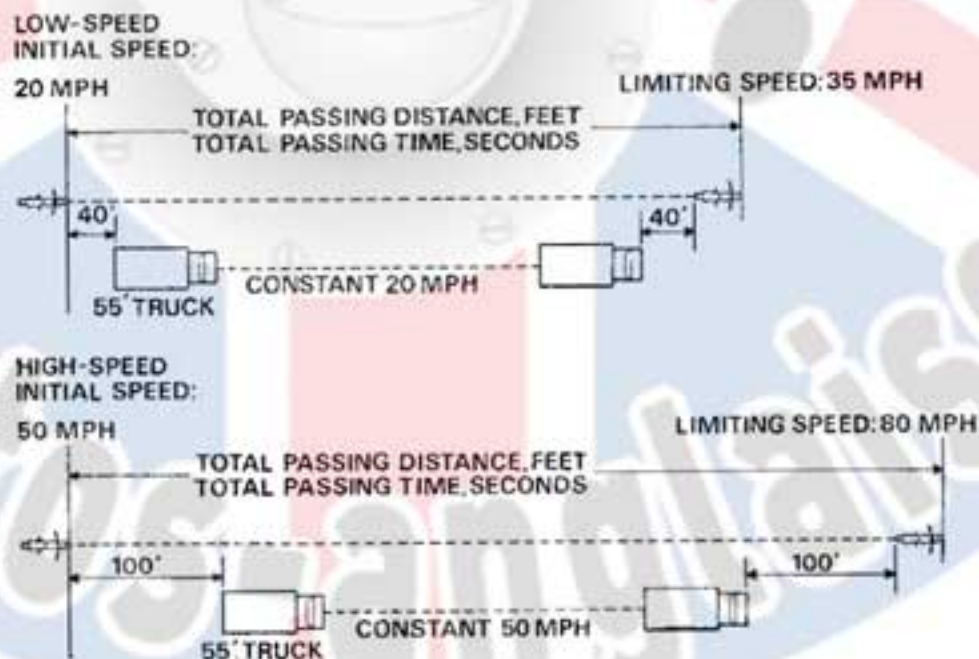 LOW-SPEED
INITIAL SPEED:
20 MPH
LIMITING SPEED: 35 MPH
TOTAL PASSING DISTANCE, FEET
TOTAL PASSING TIME, SECONDS
40'
40'
CONSTANT 20 MPH
55' TRUCK
HIGH-SPEED
INITIAL SPEED:
50 MPH
LIMITING SPEED: 80 MPH
TOTAL PASSING DISTANCE, FEET
TOTAL PASSING TIME, SECONDS
100'
100'
CONSTANT 50 MPH
55' TRUCK